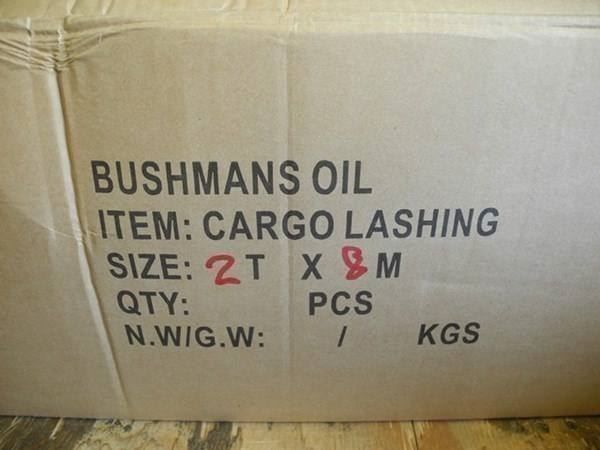 BUSHMANS OIL
ITEM: CARGO LASHING
SIZE: 2T X 8M
QTY: PCS
N.W/G.W: / KGS